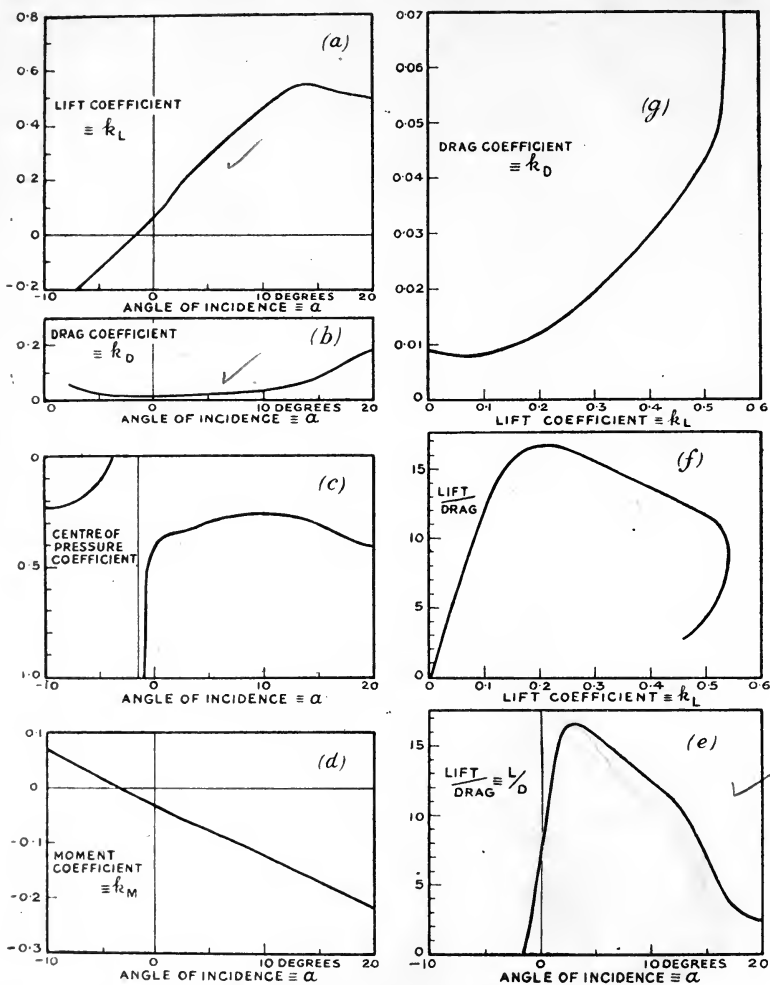 0.8
(a)
0.6
LIFT COEFFICIENT
≡ kL
0.4
0.2
0
-0.2
-10 0 10 DEGREES 20
ANGLE OF INCIDENCE ≡ α
DRAG COEFFICIENT
≡ kD
(b)
0.2
0
0 10 DEGREES 20
ANGLE OF INCIDENCE ≡ α
0
(c)
CENTRE OF
PRESSURE
COEFFICIENT
0.5
1.0
-10 0 10 20
ANGLE OF INCIDENCE ≡ α
0.1
(d)
0
-0.1
MOMENT
COEFFICIENT
≡ kM
-0.2
-0.3
-10 0 10 DEGREES 20
ANGLE OF INCIDENCE ≡ α
0.07
0.06
(g)
0.05
DRAG COEFFICIENT
≡ kD
0.04
0.03
0.02
0.01
0
0 0.1 0.2 0.3 0.4 0.5 0.6
LIFT COEFFICIENT ≡ kL
(f)
15
LIFT
DRAG
10
5
0
0 0.1 0.2 0.3 0.4 0.5 0.6
LIFT COEFFICIENT ≡ kL
(e)
15
LIFT
DRAG ≡ L/D
10
5
0
-10 0 10 DEGREES 20
ANGLE OF INCIDENCE ≡ α